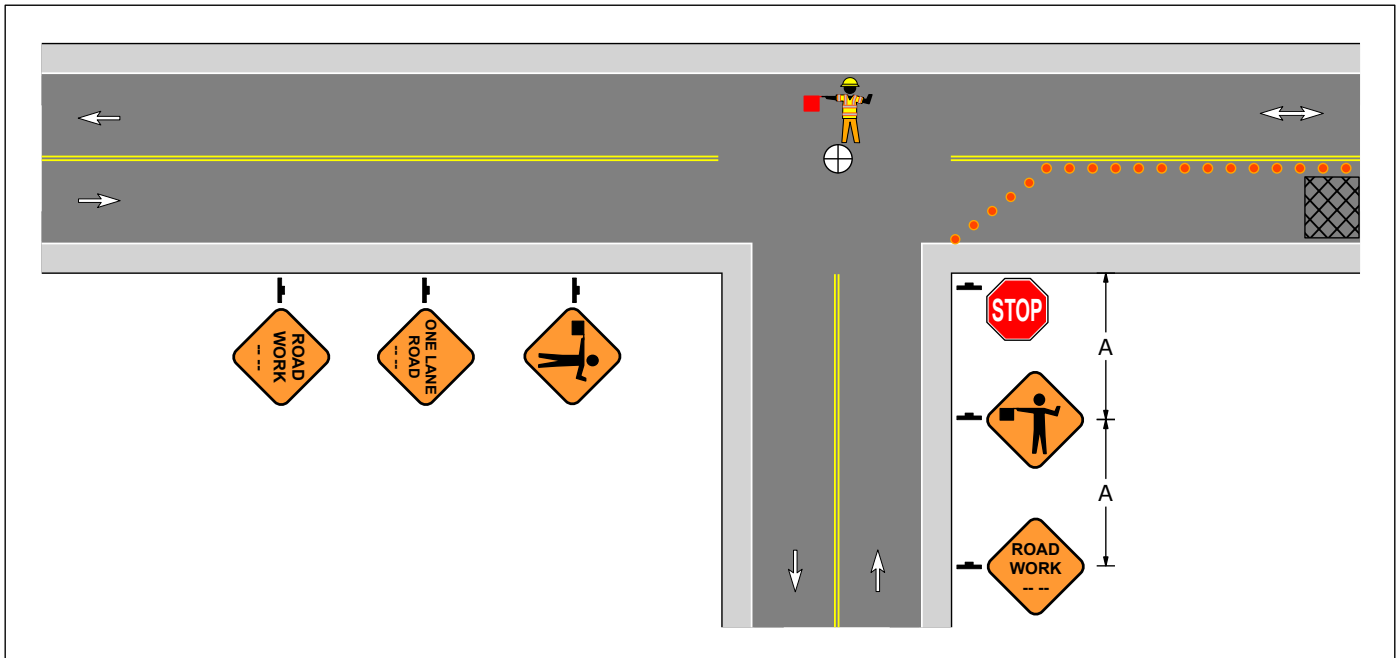 ROAD
WORK
-- --
ONE LANE
ROAD
-- --
STOP
A
A
ROAD
WORK
-- --